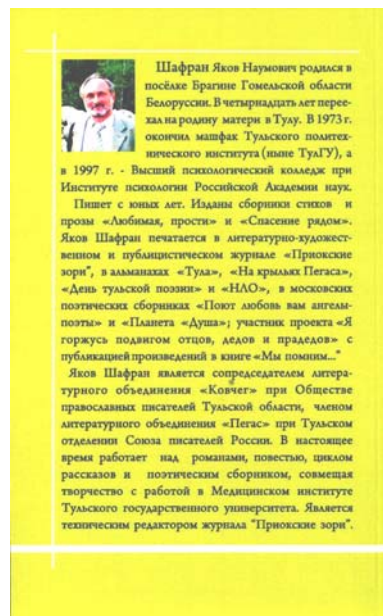 Шафран Яков Наумович родился в
посёлке Брагине Гомельской области
Белоруссии. В четырнадцать лет перее-
хал на родину матери в Тулу. В 1973 г.
окончил машфак Тульского политех-
нического института (ныне ТулГУ), а
в 1997 г. - Высший психологический колледж при
Институте психологии Российской Академии наук.
Пишет с юных лет. Изданы сборники стихов и
прозы «Любимая, прости» и «Спасение рядом».
Яков Шафран печатается в литературно-художест-
венном и публицистическом журнале «Приокские
зори", в альманахах «Тула», «На крыльях Пегаса»,
«День тульской поэзии» и «НЛО», в московских
поэтических сборниках «Поют любовь вам ангелы-
поэты» и «Планета «Душа»; участник проекта «Я
горжусь подвигом отцов, дедов и прадедов» с
публикацией произведений в книге «Мы помним..."
Яков Шафран является сопредседателем литера-
турного объединения «Ковчег» при Обществе
православных писателей Тульской области, членом
литературного объединения «Пегас» при Тульском
отделении Союза писателей России. В настоящее
время работает над романами, повестью, циклом
рассказов и поэтическим сборником, совмещая
творчество с работой в Медицинском институте
Тульского государственного университета. Является
техническим редактором журнала "Приокские зори".